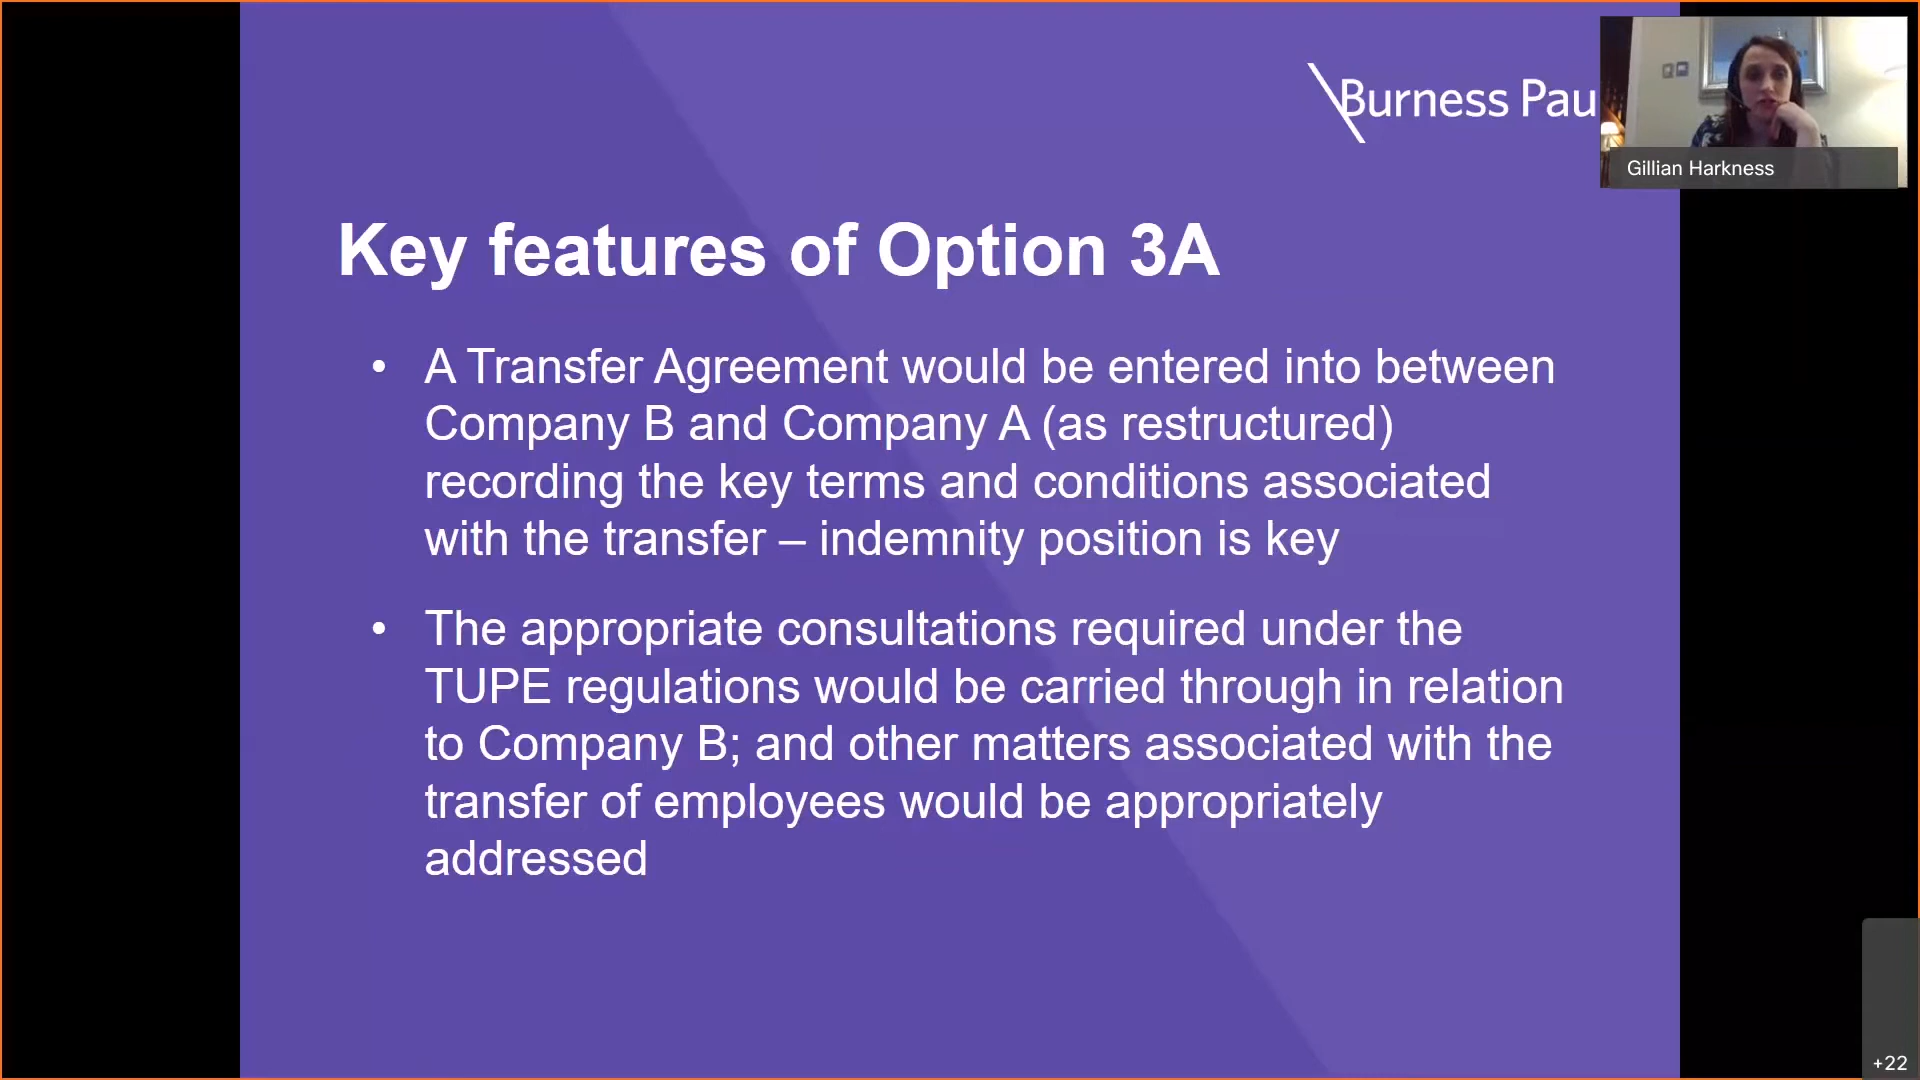 Burness Pau
Gillian Harkness
Key features of Option 3A
• A Transfer Agreement would be entered into between
Company B and Company A (as restructured)
recording the key terms and conditions associated
with the transfer – indemnity position is key
• The appropriate consultations required under the
TUPE regulations would be carried through in relation
to Company B; and other matters associated with the
transfer of employees would be appropriately
addressed
+22